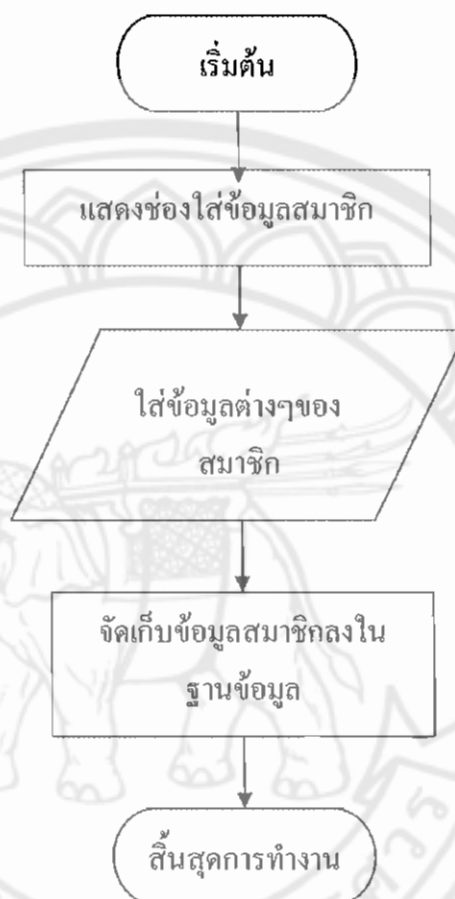 เริ่มต้น
แสดงช่องใส่ข้อมูลสมาชิก
ใส่ข้อมูลต่างๆของ
สมาชิก
จัดเก็บข้อมูลสมาชิกลงใน
ฐานข้อมูล
สิ้นสุดการทำงาน